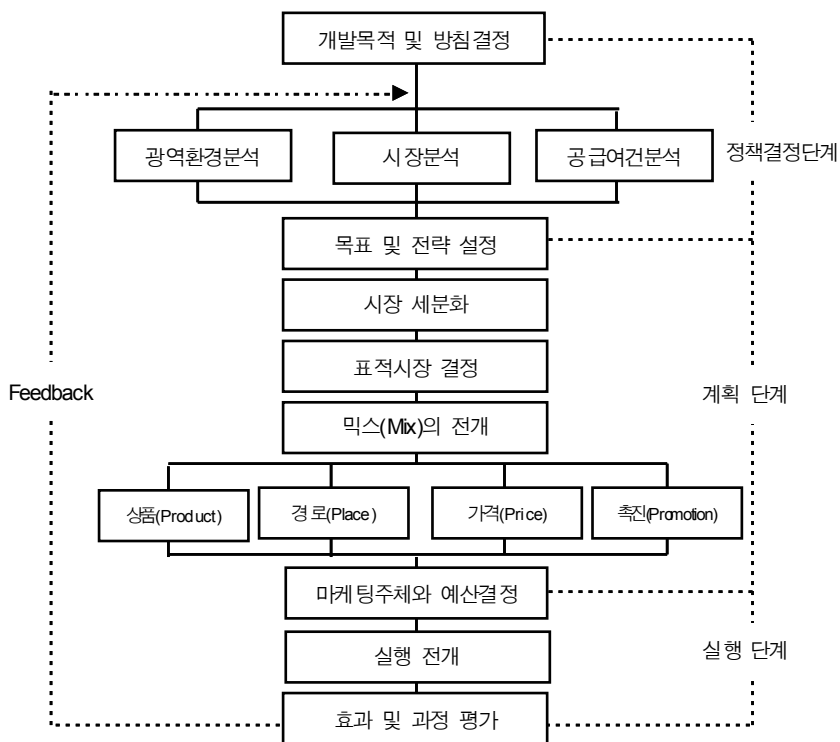 개발목적 및 방침결정
광역환경분석
시장분석
공급여건분석
정책결정단계
목표 및 전략 설정
시장 세분화
표적시장 결정
Feedback
계획 단계
믹스(Mix)의 전개
상품(Product)
경로(Place)
가격(Price)
촉진(Promotion)
마케팅주체와 예산결정
실행 전개
실행 단계
효과 및 과정 평가